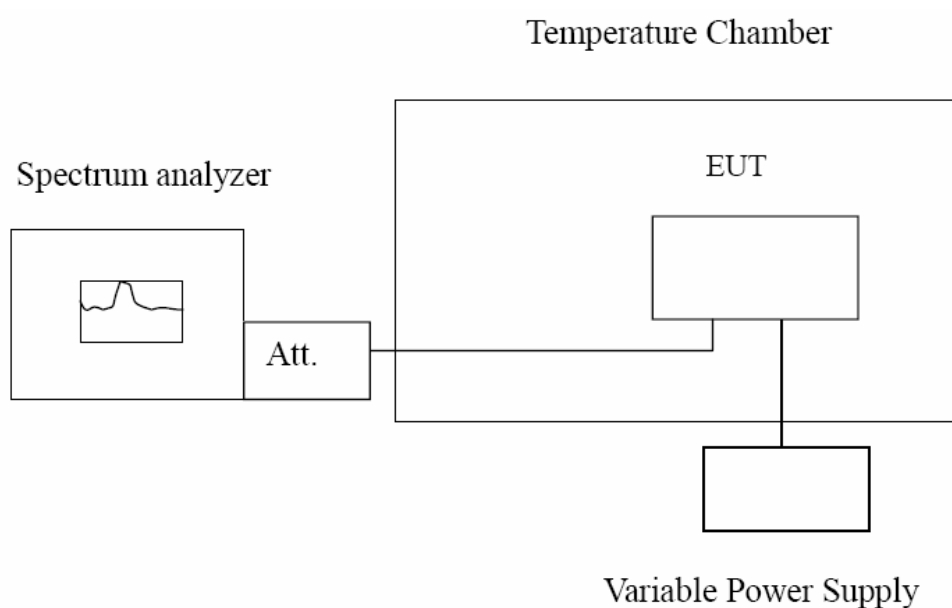 Temperature Chamber
Spectrum analyzer
EUT
Att.
Variable Power Supply